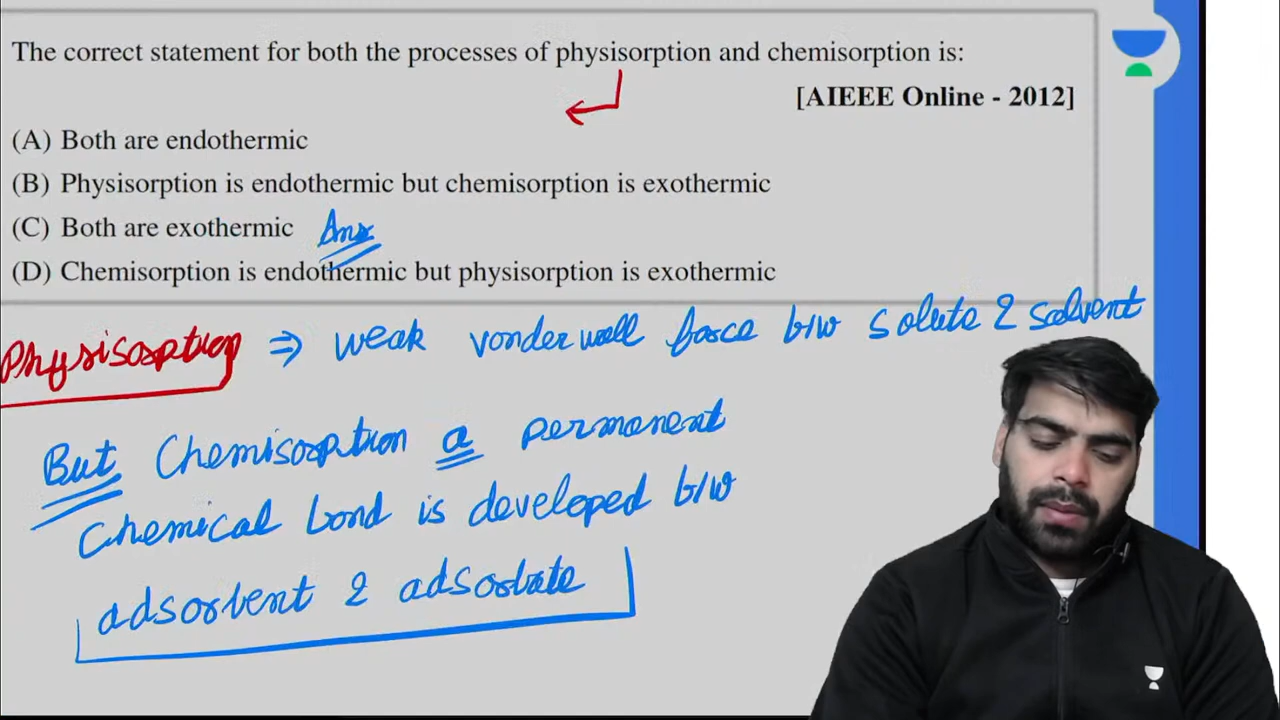 The correct statement for both the processes of physisorption and chemisorption is:
[AIEEE Online - 2012]
(A) Both are endothermic
(B) Physisorption is endothermic but chemisorption is exothermic
(C) Both are exothermic Ans
(D) Chemisorption is endothermic but physisorption is exothermic
Physisorption ⇒ weak vonderwall force b/w solute & solvent
But Chemisorption a permanent
Chemical bond is developed b/w
adsorbent & adsorbate